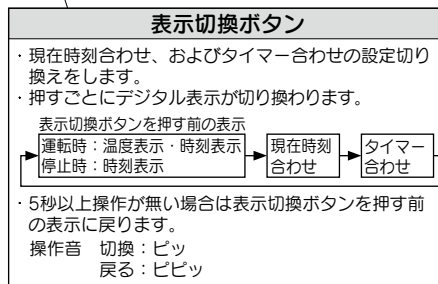 表示切換ボタン
・現在時刻合わせ、およびタイマー合わせの設定切り
換えをします。
・押すごとにデジタル表示が切り換わります。
表示切換ボタンを押す前の表示
運転時：温度表示・時刻表示
停止時：時刻表示
現在時刻
合わせ
タイマー
合わせ
・5秒以上操作が無い場合は表示切換ボタンを押す前
の表示に戻ります。
操作音　切換：ピッ
戻る：ピピッ